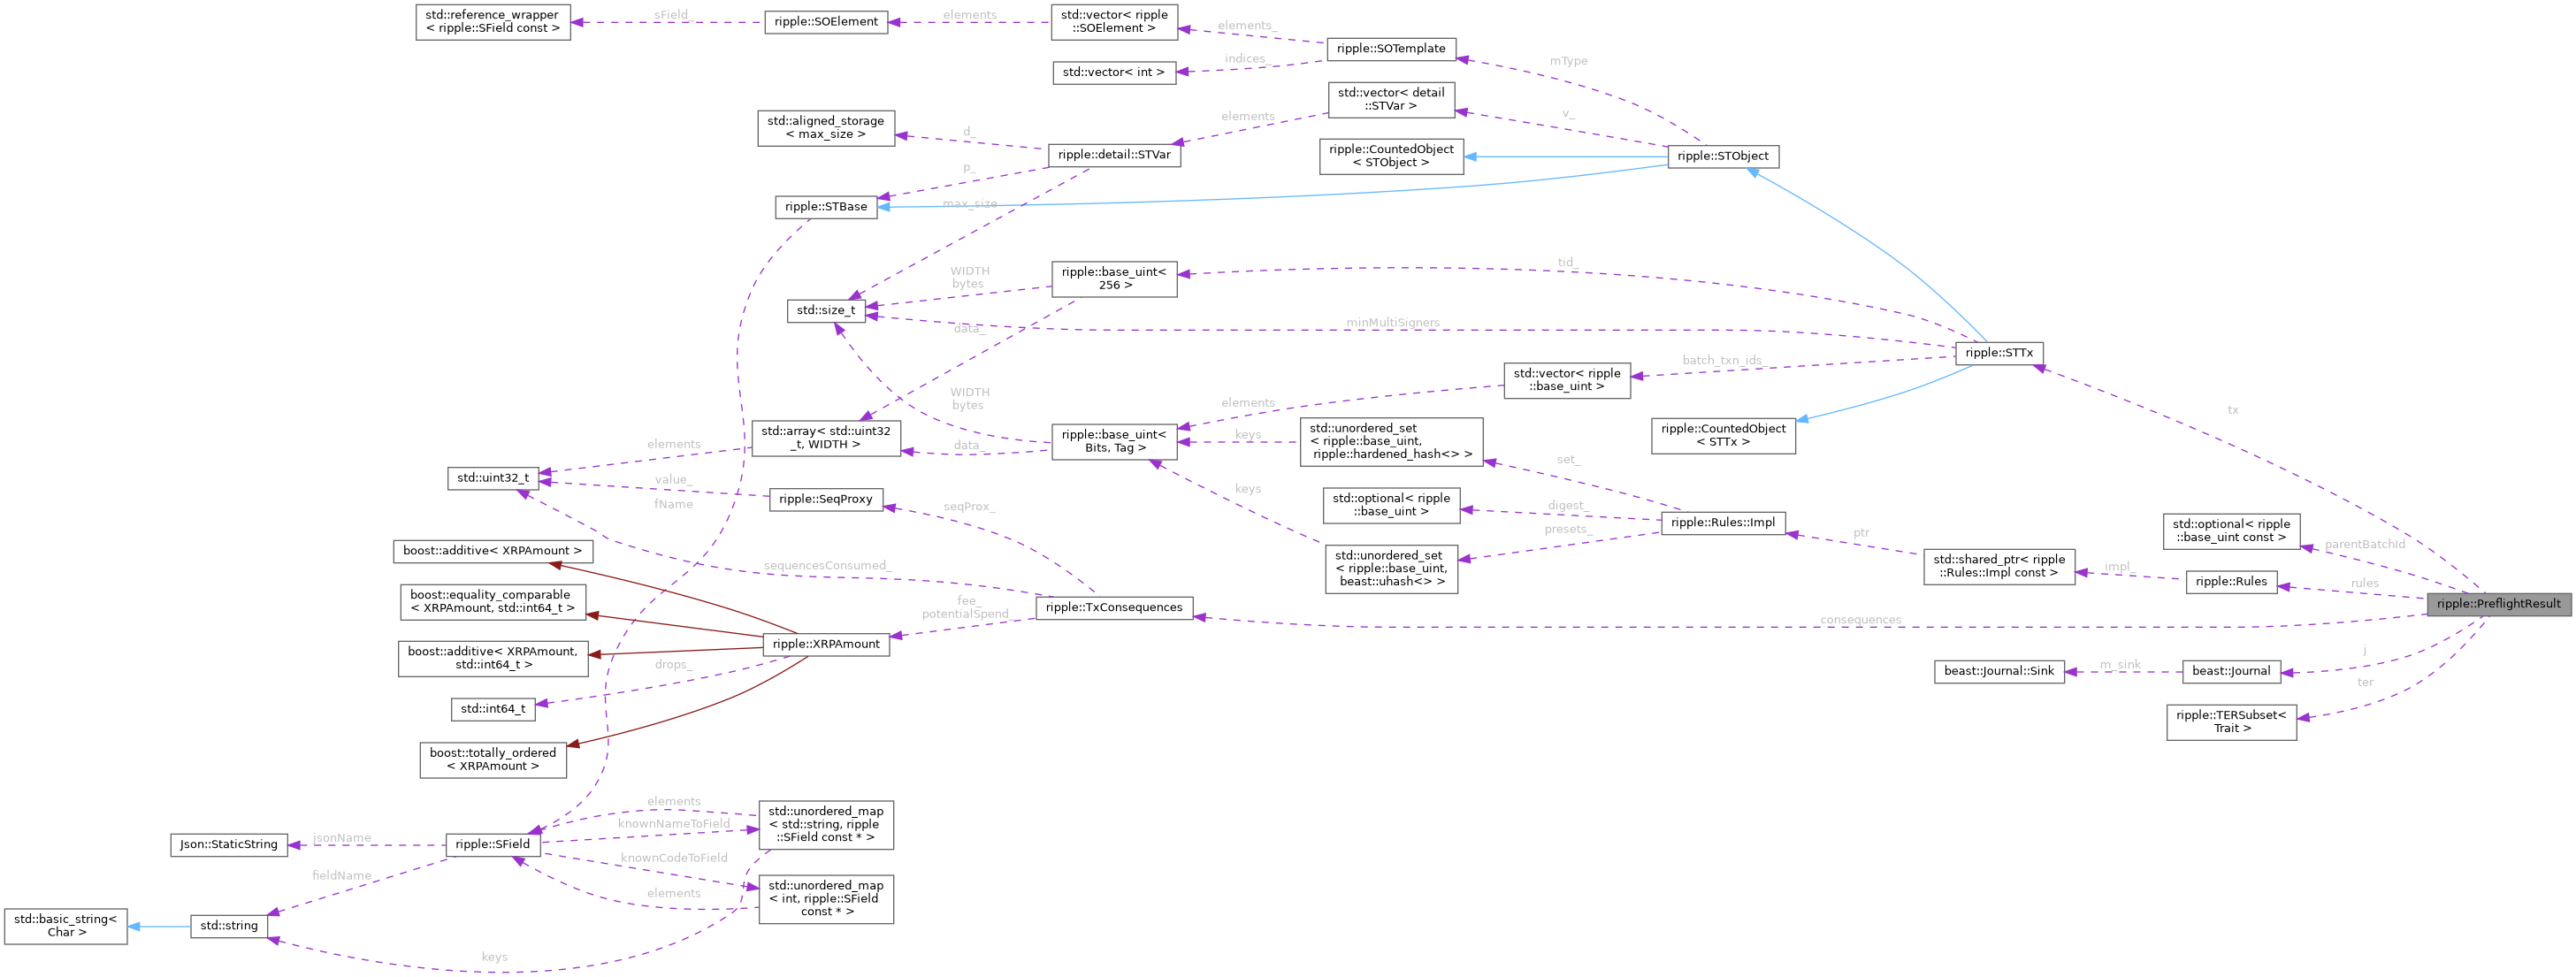 std::reference_wrapper
< ripple::SField const >
sField_
ripple::SOElement
elements
std::vector< ripple
::SOElement >
elements_
ripple::SOTemplate
indices_
std::vector< int >
mType
std::vector< detail
::STVar >
v_
elements
std::aligned_storage
< max_size >
d_
ripple::detail::STVar
ripple::CountedObject
< STObject >
ripple::STObject
p_
ripple::STBase
max_size
ripple::base_uint<
256 >
tid_
WIDTH
bytes
std::size_t
data_
minMultiSigners
ripple::STTx
batch_txn_ids_
std::vector< ripple
::base_uint >
elements
WIDTH
bytes
ripple::CountedObject
< STTx >
tx
std::array< std::uint32
_t, WIDTH >
elements
data_
ripple::base_uint<
Bits, Tag >
keys
std::unordered_set
< ripple::base_uint,
ripple::hardened_hash<> >
set_
std::uint32_t
value_
fName
ripple::SeqProxy
seqProx_
keys
std::optional< ripple
::base_uint >
digest_
presets_
ripple::Rules::Impl
ptr
std::optional< ripple
::base_uint const >
parentBatchId
boost::additive< XRPAmount >
sequencesConsumed_
std::unordered_set
< ripple::base_uint,
beast::uhash<> >
std::shared_ptr< ripple
::Rules::Impl const >
impl_
ripple::Rules
rules
boost::equality_comparable
< XRPAmount, std::int64_t >
fee_
potentialSpend_
ripple::TxConsequences
consequences
ripple::PreflightResult
boost::additive< XRPAmount,
std::int64_t >
ripple::XRPAmount
drops_
beast::Journal::Sink
m_sink
beast::Journal
j
ter
std::int64_t
ripple::TERSubset<
Trait >
boost::totally_ordered
< XRPAmount >
elements
knownNameToField
std::unordered_map
< std::string, ripple
::SField const * >
Json::StaticString
jsonName
ripple::SField
knownCodeToField
fieldName
elements
std::unordered_map
< int, ripple::SField
const * >
std::basic_string<
Char >
std::string
keys